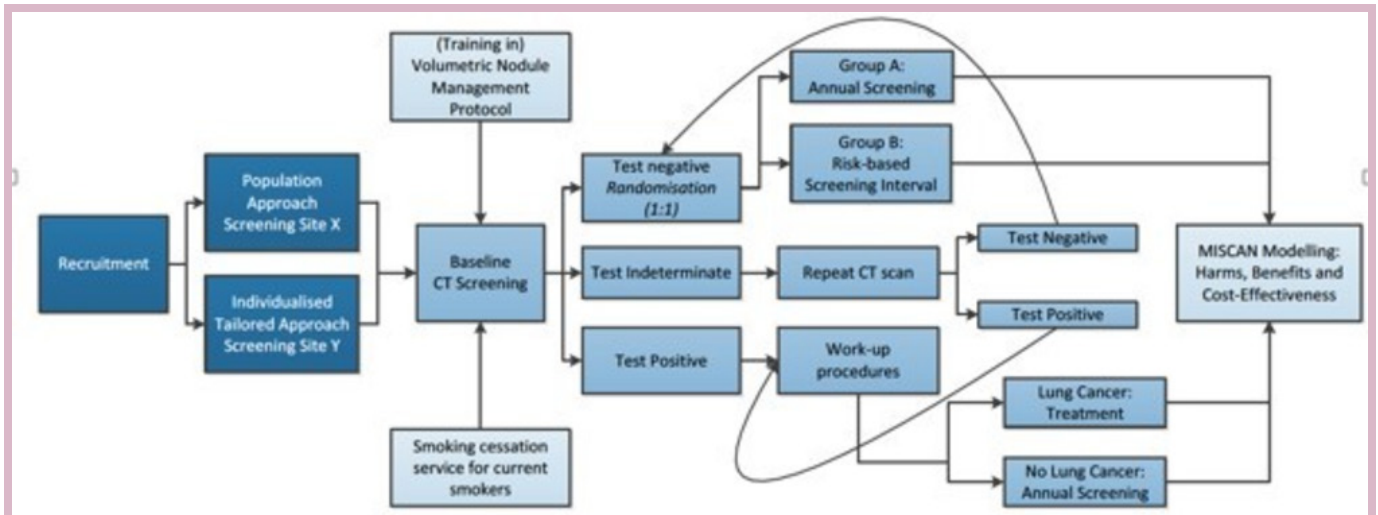 Recruitment
Population
Approach
Screening Site X
Individualised
Tailored Approach
Screening Site Y
(Training in)
Volumetric Nodule
Management
Protocol
Baseline
CT Screening
Smoking cessation
service for current
smokers
Test negative
Randomisation
(1:1)
Test Indeterminate
Test Positive
Group A:
Annual Screening
Group B:
Risk-based
Screening Interval
Repeat CT scan
Work-up
procedures
Test Negative
Test Positive
Lung Cancer:
Treatment
No Lung Cancer:
Annual Screening
MISCAN Modelling:
Harms, Benefits and
Cost-Effectiveness